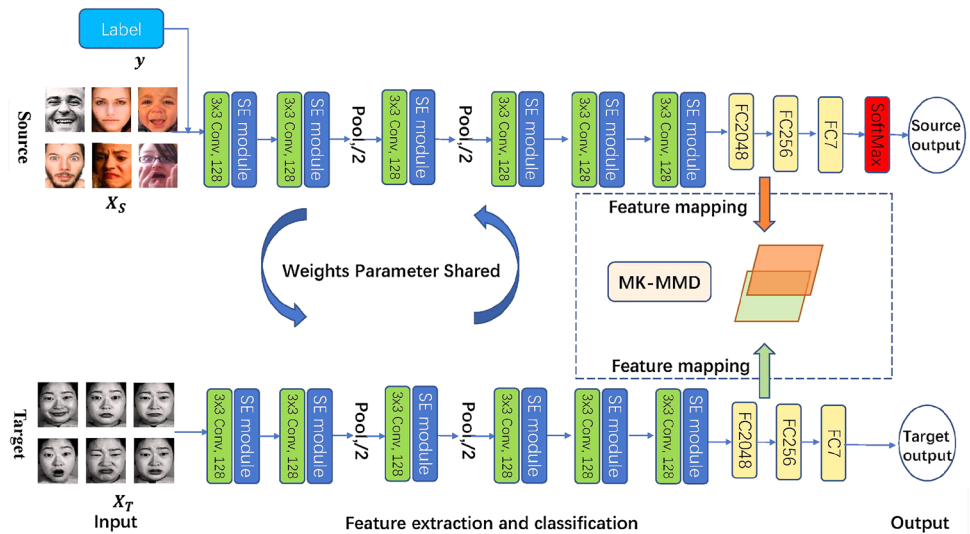 Label
y
Source
X_S
3x3 Conv, 128
SE module
3x3 Conv, 128
SE module
Pool,/2
3x3 Conv, 128
SE module
Pool,/2
3x3 Conv, 128
SE module
3x3 Conv, 128
SE module
3x3 Conv, 128
SE module
FC2048
FC256
FC7
SoftMax
Source
output
Weights Parameter Shared
Feature mapping
MK-MMD
Feature mapping
Target
X_T
3x3 Conv, 128
SE module
3x3 Conv, 128
SE module
Pool,/2
3x3 Conv, 128
SE module
Pool,/2
3x3 Conv, 128
SE module
3x3 Conv, 128
SE module
3x3 Conv, 128
SE module
FC2048
FC256
FC7
Target
output
Input
Feature extraction and classification
Output